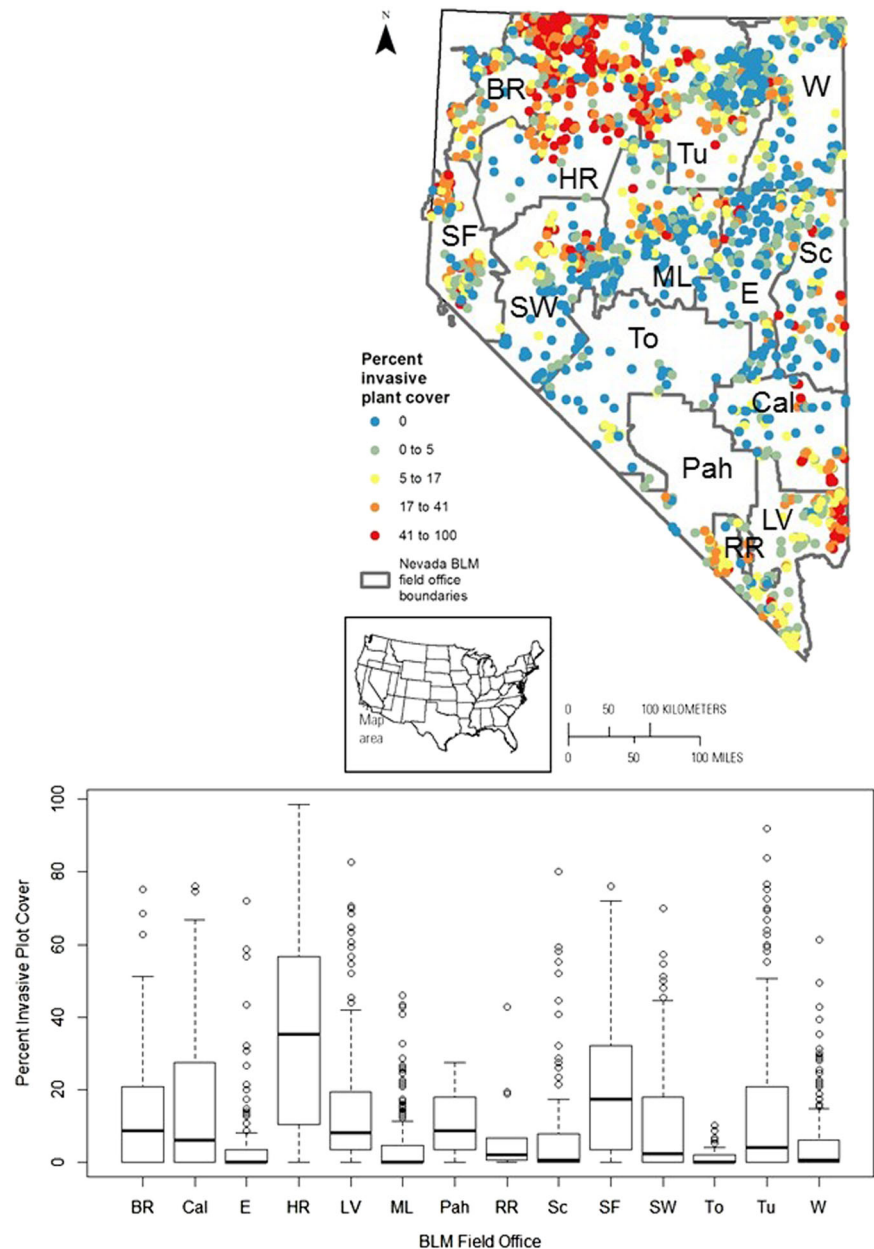 N
BR
W
Tu
HR
SF
Sc
ML
E
SW
To
Cal
Pah
LV
RR
Percent
invasive
plant cover
0
0 to 5
5 to 17
17 to 41
41 to 100
Nevada BLM
field office
boundaries
Map
area
0 50 100 KILOMETERS
0 50 100 MILES
Percent Invasive Plot Cover
100
80
60
40
20
0
BR Cal E HR LV ML Pah RR Sc SF SW To Tu W
BLM Field Office